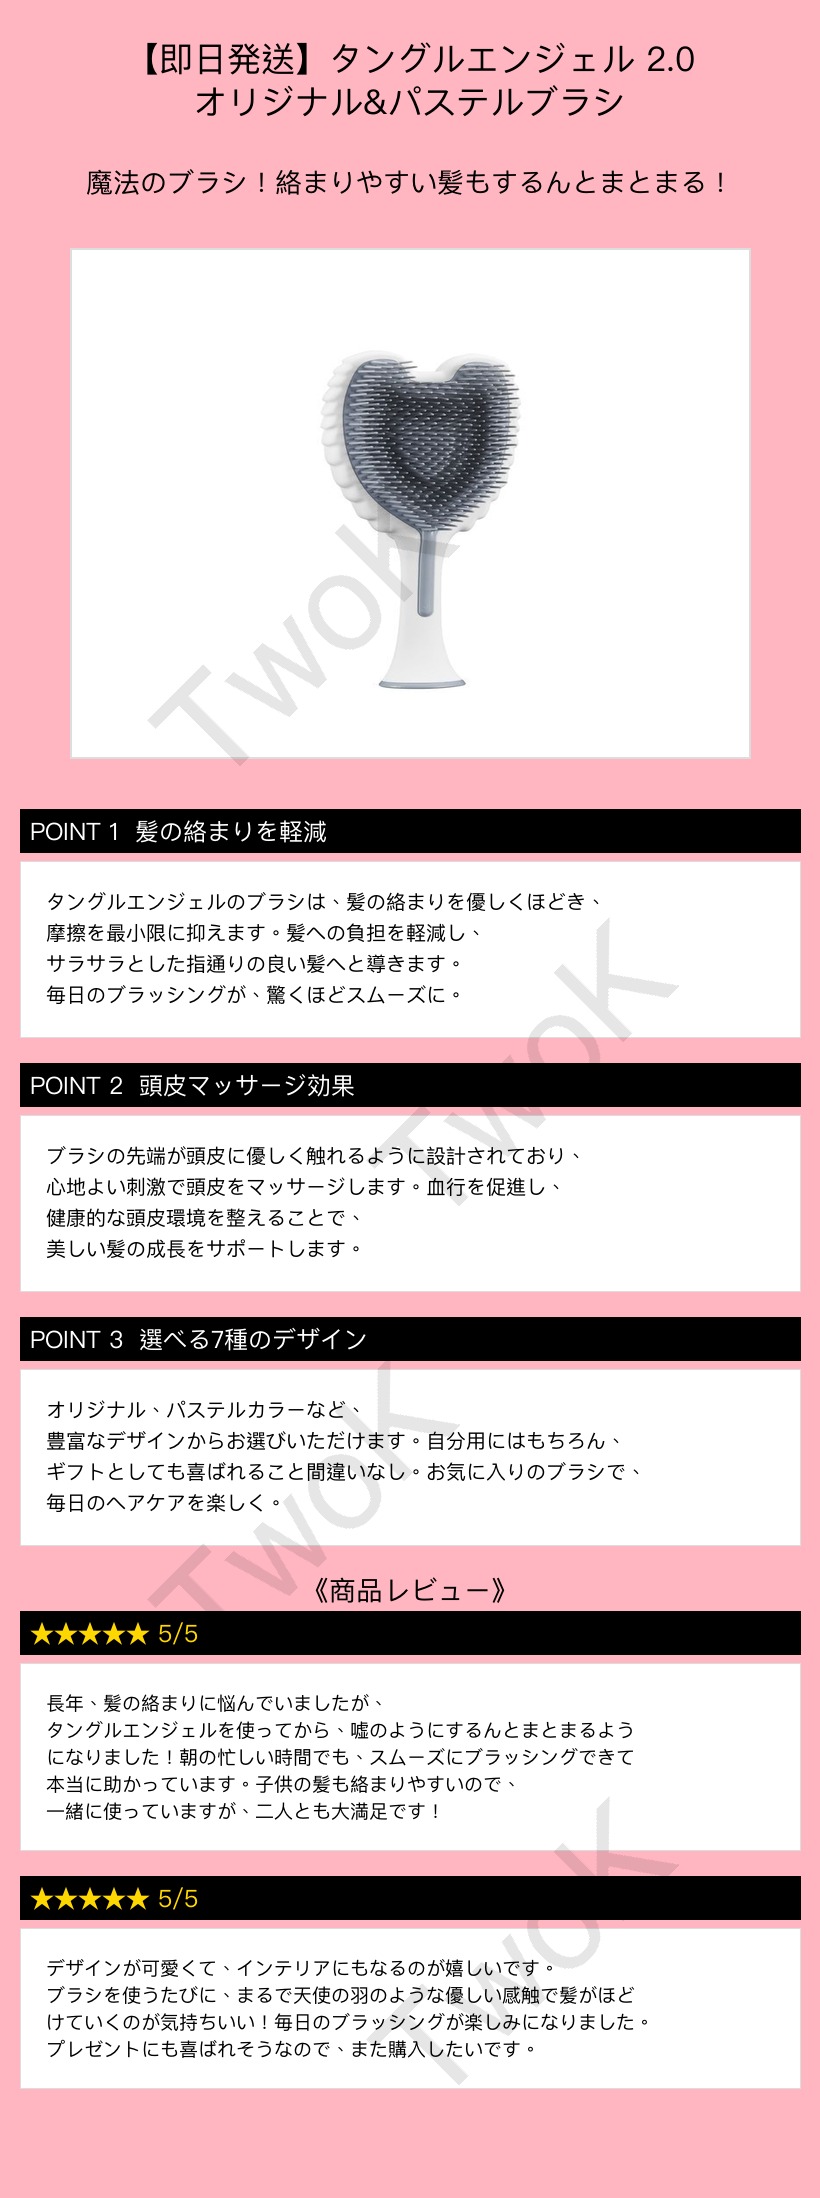 【即日発送】タングルエンジェル 2.0
オリジナル&パステルブラシ
魔法のブラシ！絡まりやすい髪もするんとまとまる！
TwoK
POINT 1 髪の絡まりを軽減
タングルエンジェルのブラシは、髪の絡まりを優しくほどき、
摩擦を最小限に抑えます。髪への負担を軽減し、
サラサラとした指通りの良い髪へと導きます。
毎日のブラッシングが、驚くほどスムーズに。
TwoK
POINT 2 頭皮マッサージ効果
ブラシの先端が頭皮に優しく触れるように設計されており、
心地よい刺激で頭皮をマッサージします。血行を促進し、
健康的な頭皮環境を整えることで、
美しい髪の成長をサポートします。
POINT 3 選べる7種のデザイン
オリジナル、パステルカラーなど、
豊富なデザインからお選びいただけます。自分用にはもちろん、
ギフトとしても喜ばれること間違いなし。お気に入りのブラシで、
毎日のヘアケアを楽しく。
TwoK
《商品レビュー》
★★★★★ 5/5
長年、髪の絡まりに悩んでいましたが、
タングルエンジェルを使ってから、嘘のようにするんとまとまるよう
になりました！朝の忙しい時間でも、スムーズにブラッシングできて
本当に助かっています。子供の髪も絡まりやすいので、
一緒に使っていますが、二人とも大満足です！
★★★★★ 5/5
デザインが可愛くて、インテリアにもなるのが嬉しいです。
ブラシを使うたびに、まるで天使の羽のような優しい感触で髪がほど
けていくのが気持ちいい！毎日のブラッシングが楽しみになりました。
プレゼントにも喜ばれそうなので、また購入したいです。
TwoK